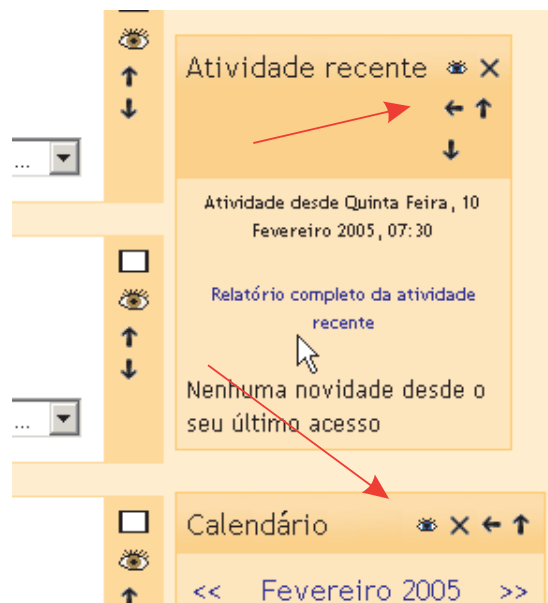 Atividade recente
...
Atividade desde Quinta Feira, 10
Fevereiro 2005, 07:30
Relatório completo da atividade
recente
Nenhuma novidade desde o
seu último acesso
...
Calendário
<< Fevereiro 2005 >>